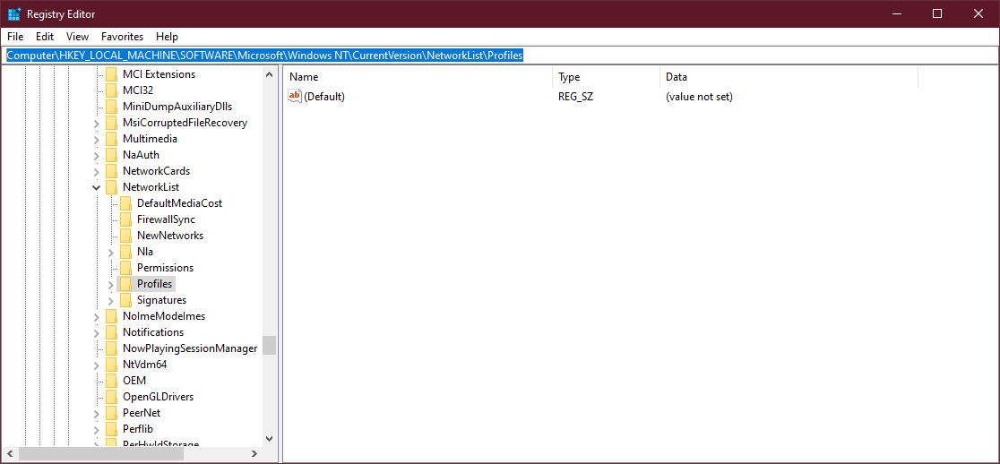 Registry Editor
File Edit View Favorites Help
Computer\HKEY_LOCAL_MACHINE\SOFTWARE\Microsoft\Windows NT\CurrentVersion\NetworkList\Profiles
MCI Extensions
MCI32
MiniDumpAuxiliaryDlls
MsiCorruptedFileRecovery
Multimedia
NaAuth
NetworkCards
NetworkList
DefaultMediaCost
FirewallSync
NewNetworks
Nla
Permissions
Profiles
Signatures
NoImeModeImes
Notifications
NowPlayingSessionManager
NtVdm64
OEM
OpenGLDrivers
PeerNet
Perflib
PerHwIdStorage
Name Type Data
ab (Default) REG_SZ (value not set)